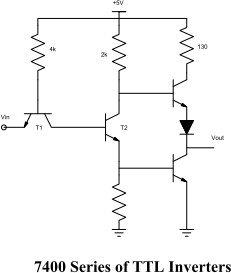 +5V
4k
2k
130
Vin
T1
T2
Vout
7400 Series of TTL Inverters